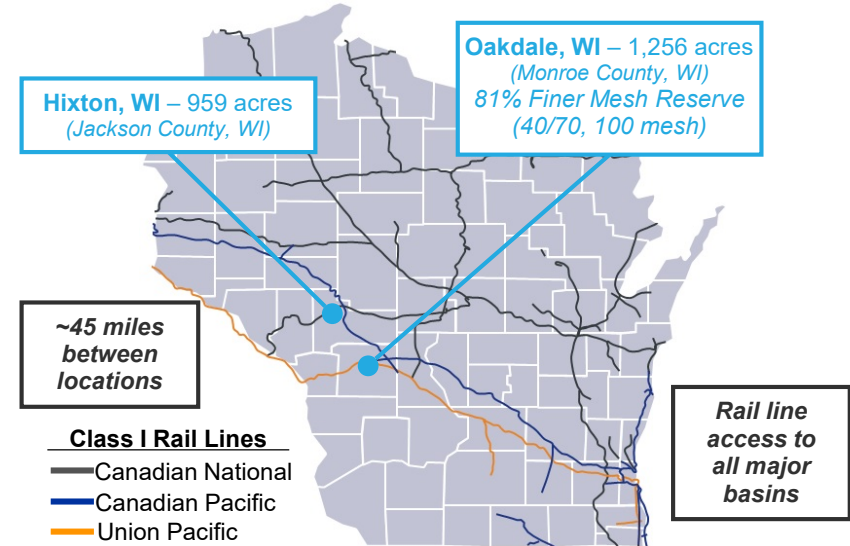 Hixton, WI – 959 acres
(Jackson County, WI)
Oakdale, WI – 1,256 acres
(Monroe County, WI)
81% Finer Mesh Reserve
(40/70, 100 mesh)
~45 miles
between
locations
Class I Rail Lines
Canadian National
Canadian Pacific
Union Pacific
Rail line
access to
all major
basins